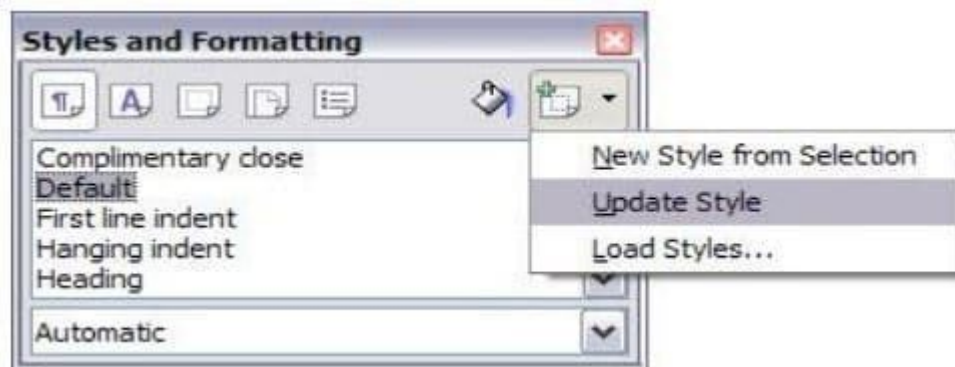 Styles and Formatting
Complimentary close
Default
First line indent
Hanging indent
Heading
Automatic
New Style from Selection
Update Style
Load Styles...